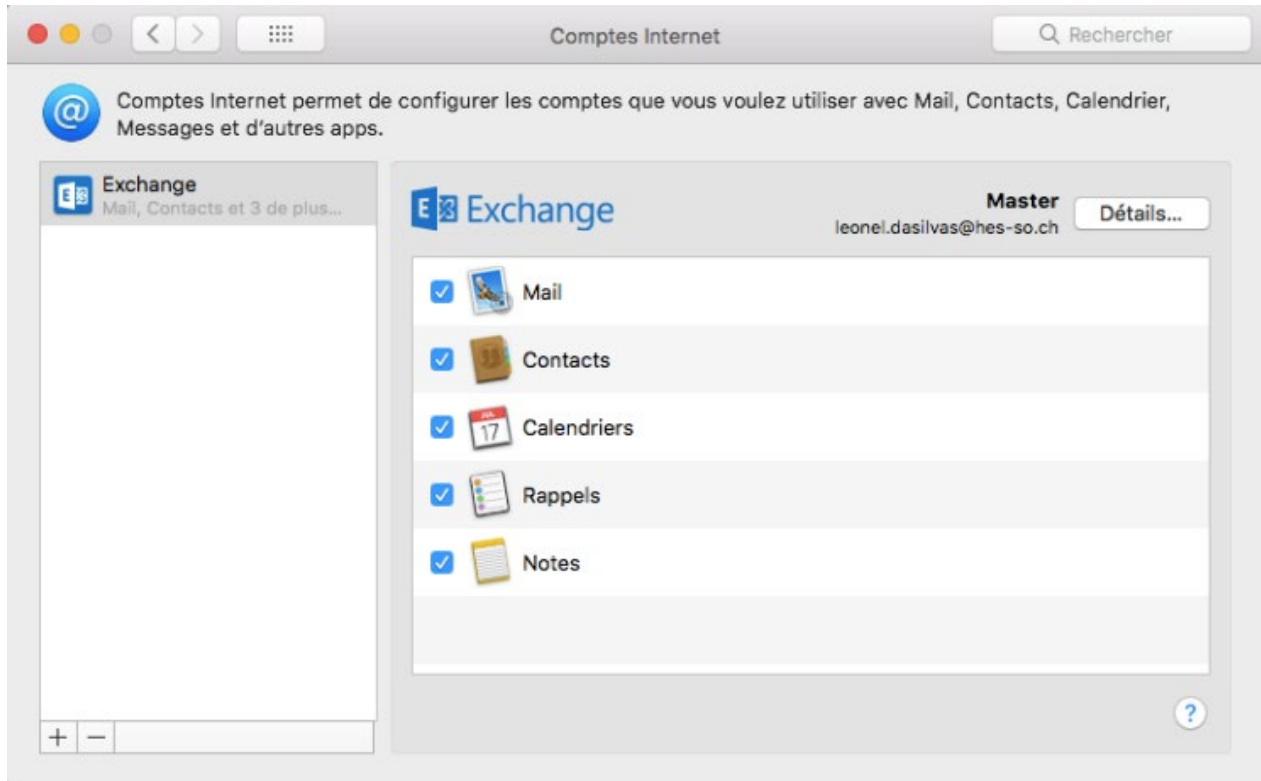 Comptes Internet
Rechercher
Comptes Internet permet de configurer les comptes que vous voulez utiliser avec Mail, Contacts, Calendrier,
Messages et d'autres apps.
Exchange
Mail, Contacts et 3 de plus...
E Exchange
Master
leonel.dasilvas@hes-so.ch
Détails...
Mail
Contacts
JUL
17
Calendriers
Rappels
Notes
?
+ −